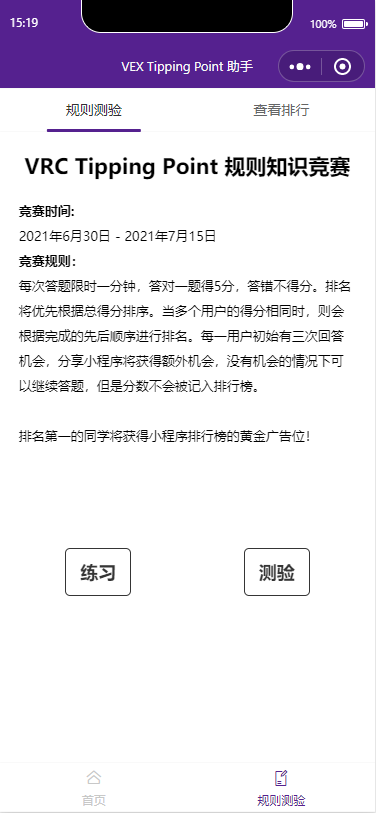 15:19
100%
VEX Tipping Point 助手
规则测验
查看排行
VRC Tipping Point 规则知识竞赛
竞赛时间:
2021年6月30日 - 2021年7月15日
竞赛规则：
每次答题限时一分钟，答对一题得5分，答错不得分。排名
将优先根据总得分排序。当多个用户的得分相同时，则会
根据完成的先后顺序进行排名。每一用户初始有三次回答
机会，分享小程序将获得额外机会，没有机会的情况下可
以继续答题，但是分数不会被记入排行榜。
排名第一的同学将获得小程序排行榜的黄金广告位！
练习
测验
首页
规则测验